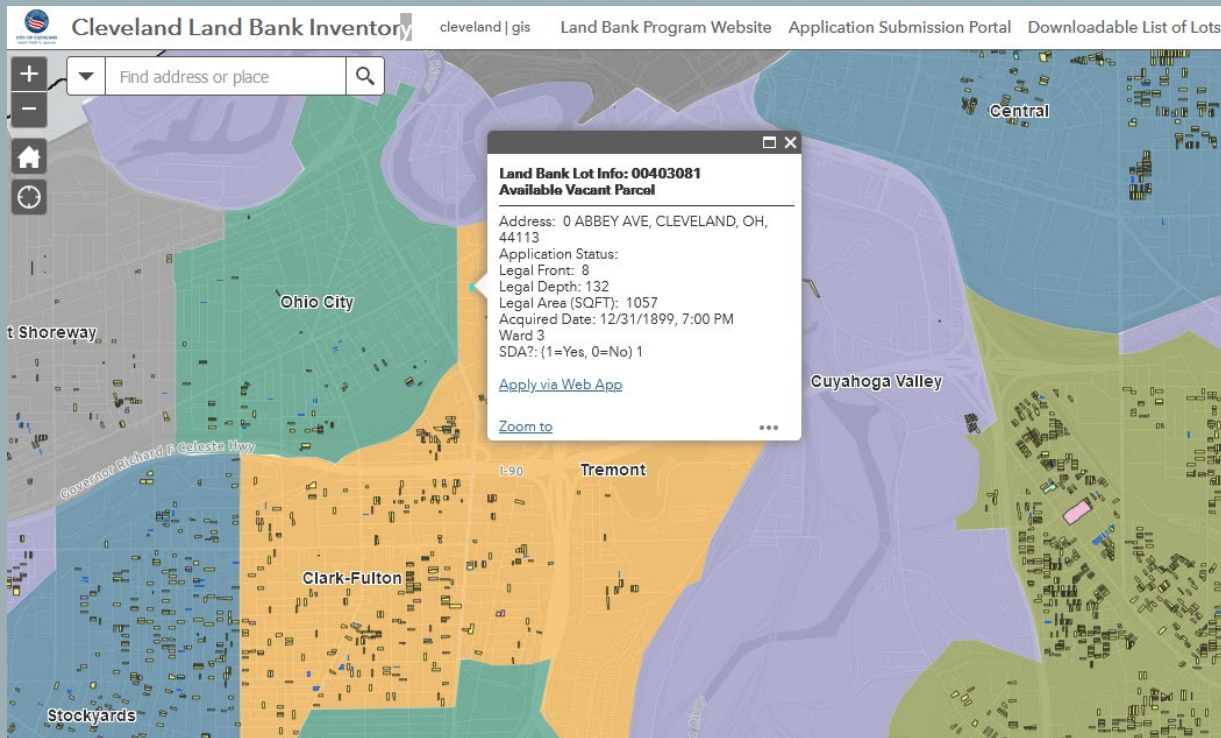 Cleveland Land Bank Inventory
cleveland | gis
Land Bank Program Website
Application Submission Portal
Downloadable List of Lots
CITY OF CLEVELAND
Find address or place
Central
Land Bank Lot Info: 00403081
Available Vacant Parcel
Address: 0 ABBEY AVE, CLEVELAND, OH,
44113
Application Status:
Legal Front: 8
Legal Depth: 132
Legal Area (SQFT): 1057
Acquired Date: 12/31/1899, 7:00 PM
Ward 3
SDA?: (1=Yes, 0=No) 1
Apply via Web App
Zoom to
Ohio City
t Shoreway
Cuyahoga Valley
Governor Richard F Celeste Hwy
I-90
Tremont
Clark-Fulton
Stockyards